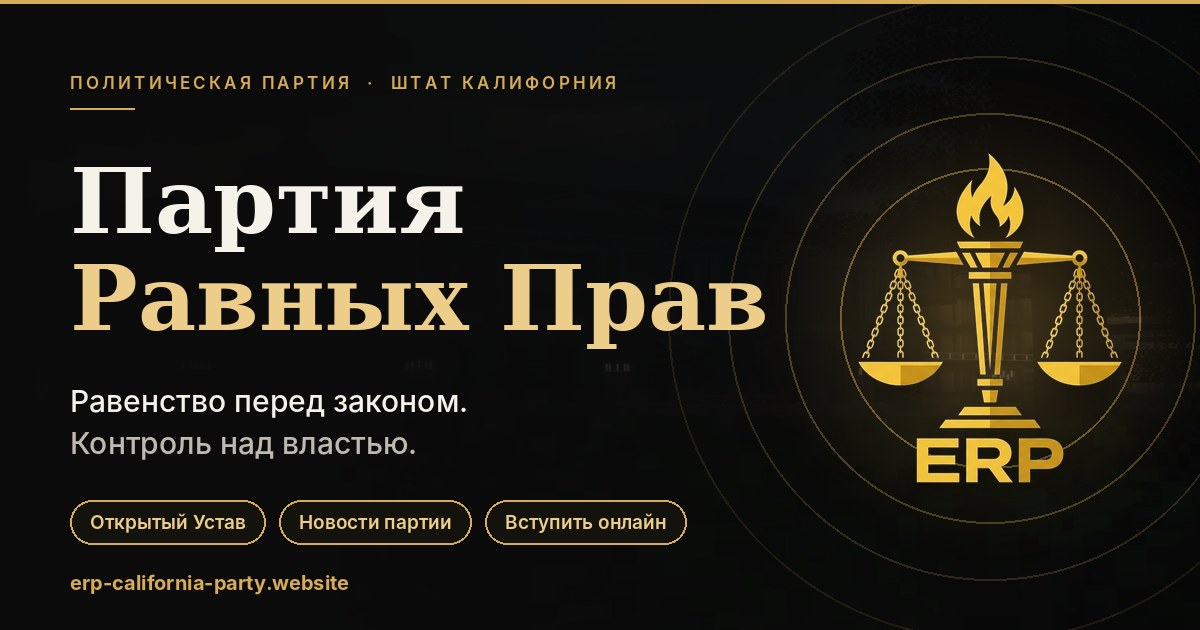 ПОЛИТИЧЕСКАЯ ПАРТИЯ · ШТАТ КАЛИФОРНИЯ
Партия
Равных Прав
Равенство перед законом.
Контроль над властью.
Открытый Устав
Новости партии
Вступить онлайн
erp-california-party.website
ERP